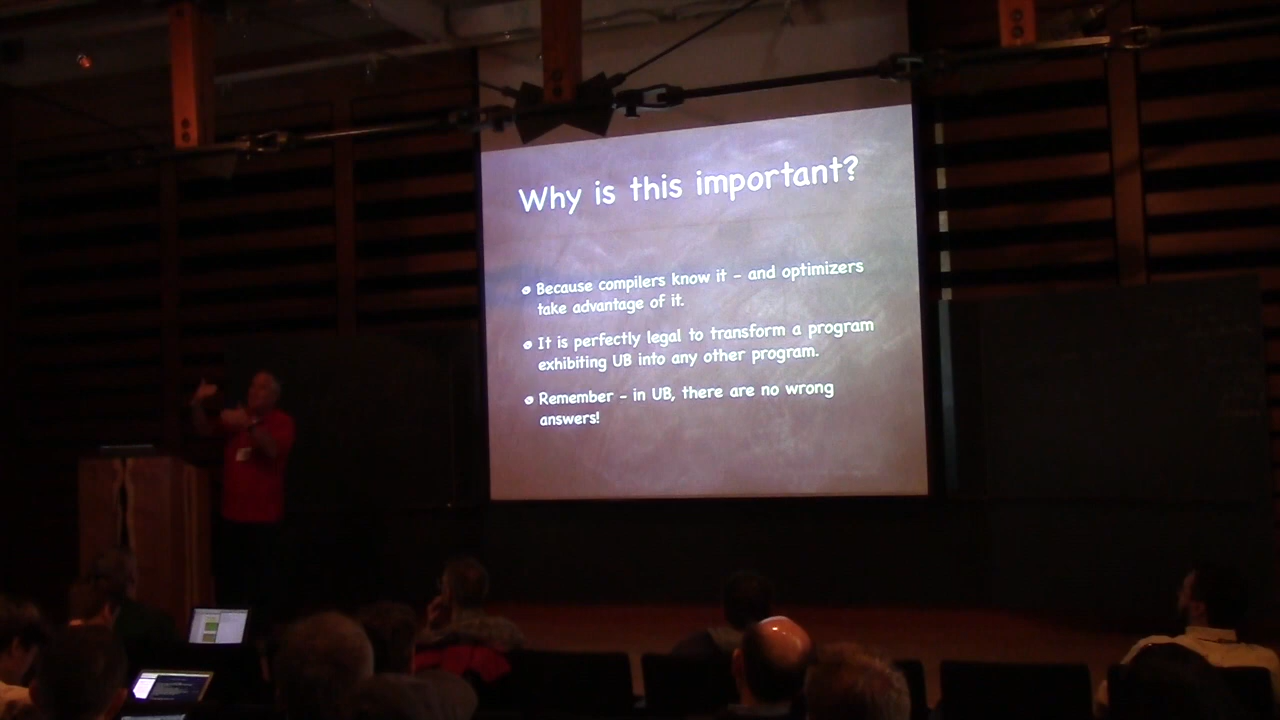 Why is this important?
Because compilers know it – and optimizers
take advantage of it.
It is perfectly legal to transform a program
exhibiting UB into any other program.
Remember – in UB, there are no wrong
answers!